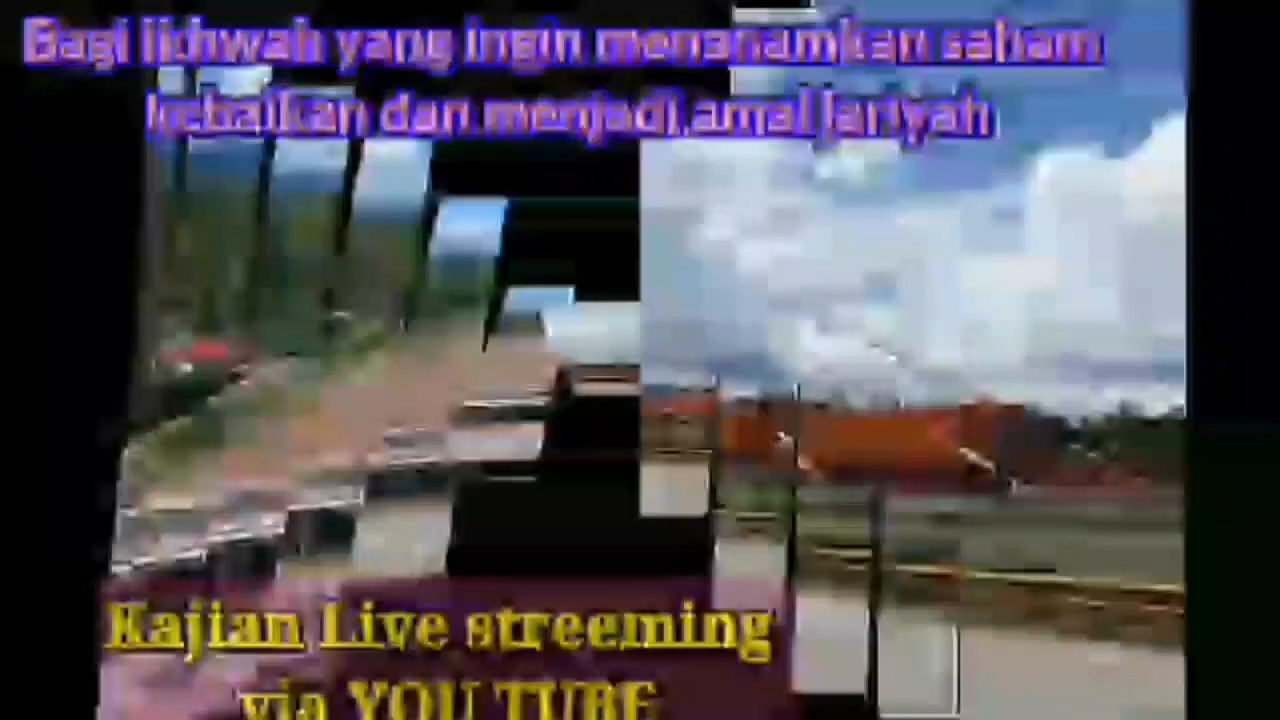 Bagi ikhwah yang ingin menanamkan saham
kebaikan dan menjadi amal jariyah
Kajian Live streeming
via YOU TUBE